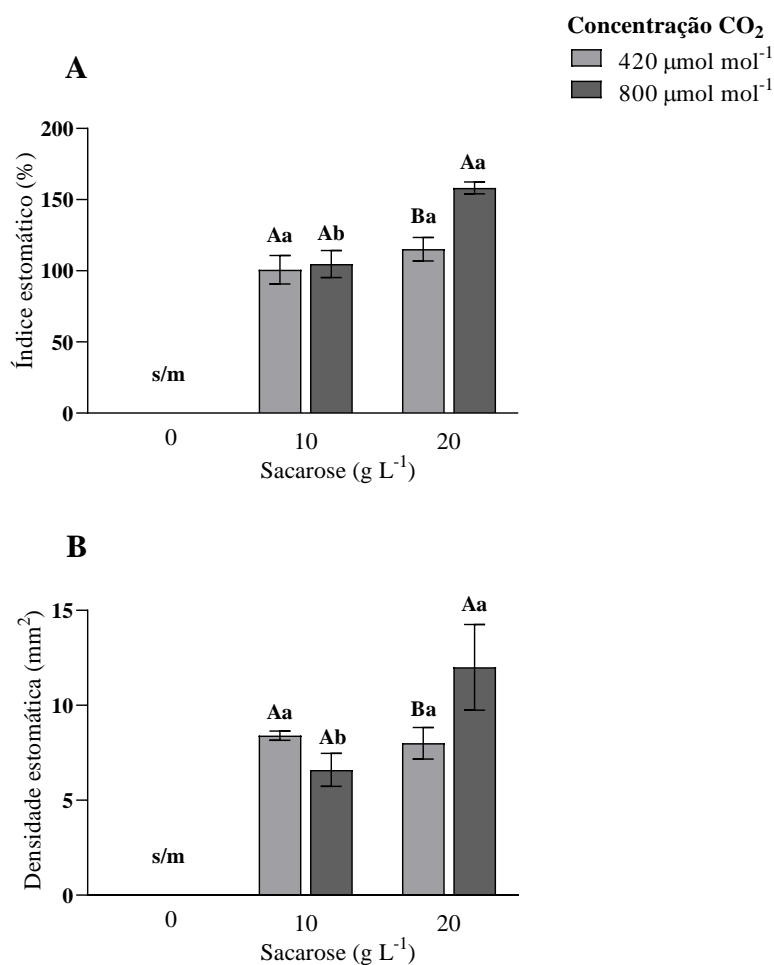 Concentração CO₂
420 μmol mol⁻¹
800 μmol mol⁻¹
A
Índice estomático (%)
200
150
100
50
0
s/m
Aa
Ab
Ba
Aa
0
10
20
Sacarose (g L⁻¹)
B
Densidade estomática (mm²)
15
10
5
0
s/m
Aa
Ab
Ba
Aa
0
10
20
Sacarose (g L⁻¹)